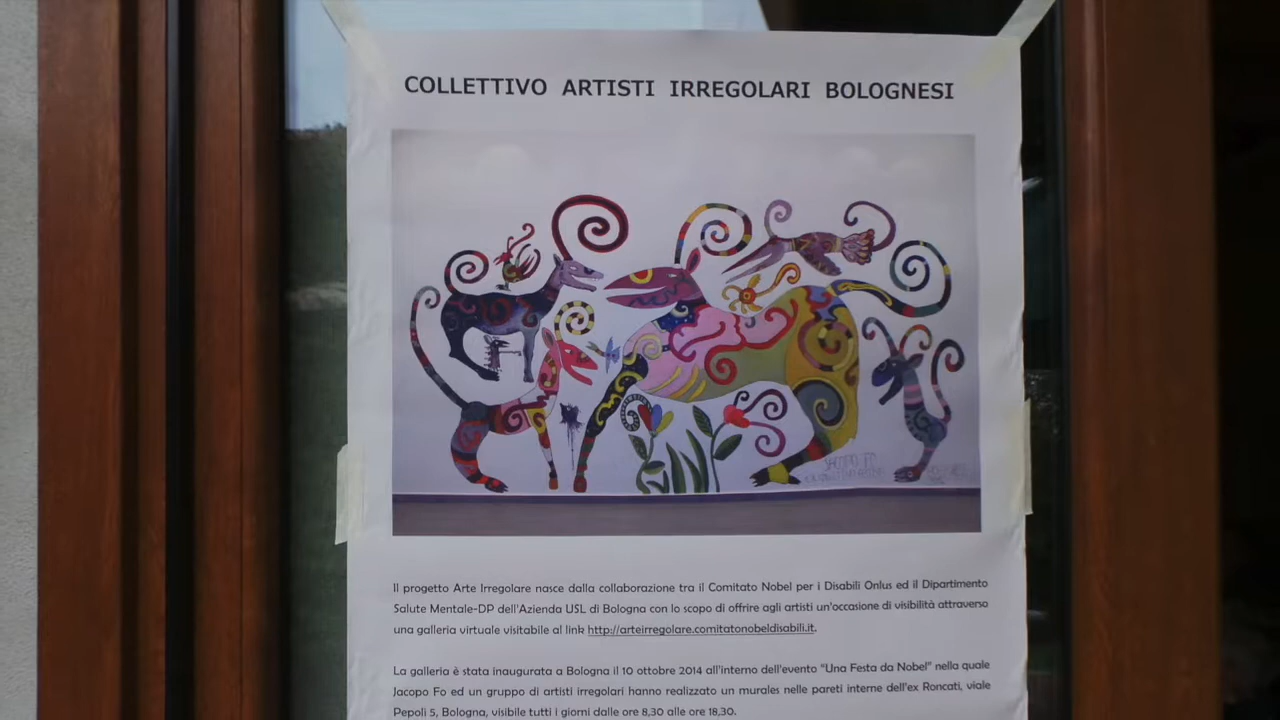 COLLETTIVO ARTISTI IRREGOLARI BOLOGNESI
Il progetto Arte Irregolare nasce dalla collaborazione tra il Comitato Nobel per i Disabili Onlus ed il Dipartimento
Salute Mentale-DP dell'Azienda USL di Bologna con lo scopo di offrire agli artisti un'occasione di visibilità attraverso
una galleria virtuale visitabile al link http://arteirregolare.comitatonobeldisabili.it.
La galleria è stata inaugurata a Bologna il 10 ottobre 2014 all'interno dell'evento “Una Festa da Nobel” nella quale
Jacopo Fo ed un gruppo di artisti irregolari hanno realizzato un murales nelle pareti interne dell'ex Roncati, viale
Pepoli 5, Bologna, visibile tutti i giorni dalle ore 8,30 alle ore 18,30.